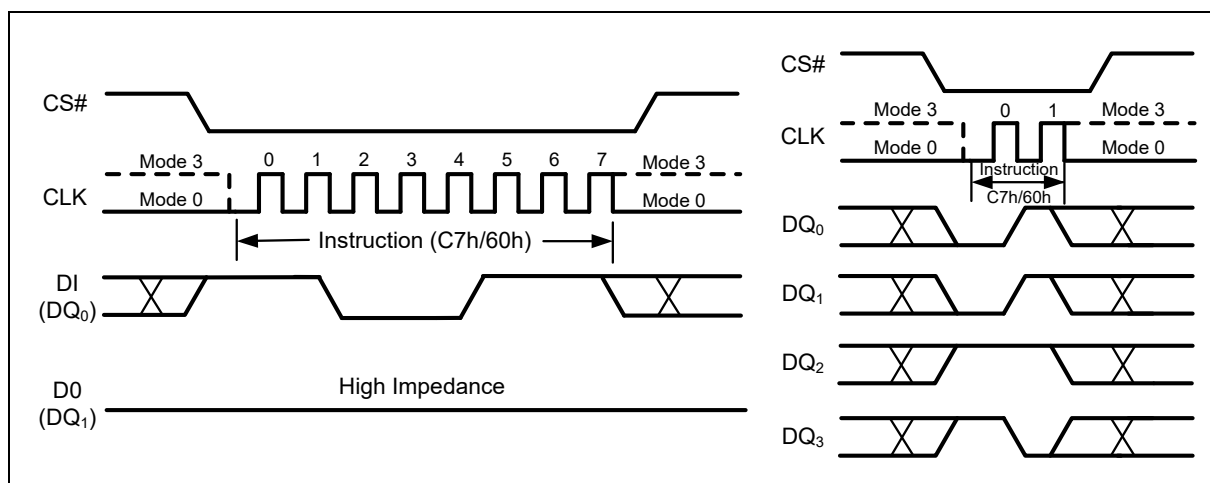 CS#
Mode 3 0 1 2 3 4 5 6 7 Mode 3
CLK
Mode 0 Mode 0
Instruction (C7h/60h)
DI
(DQ0)
High Impedance
D0
(DQ1)
CS#
Mode 3 0 1 Mode 3
CLK
Mode 0 Mode 0
Instruction
C7h/60h
DQ0
DQ1
DQ2
DQ3